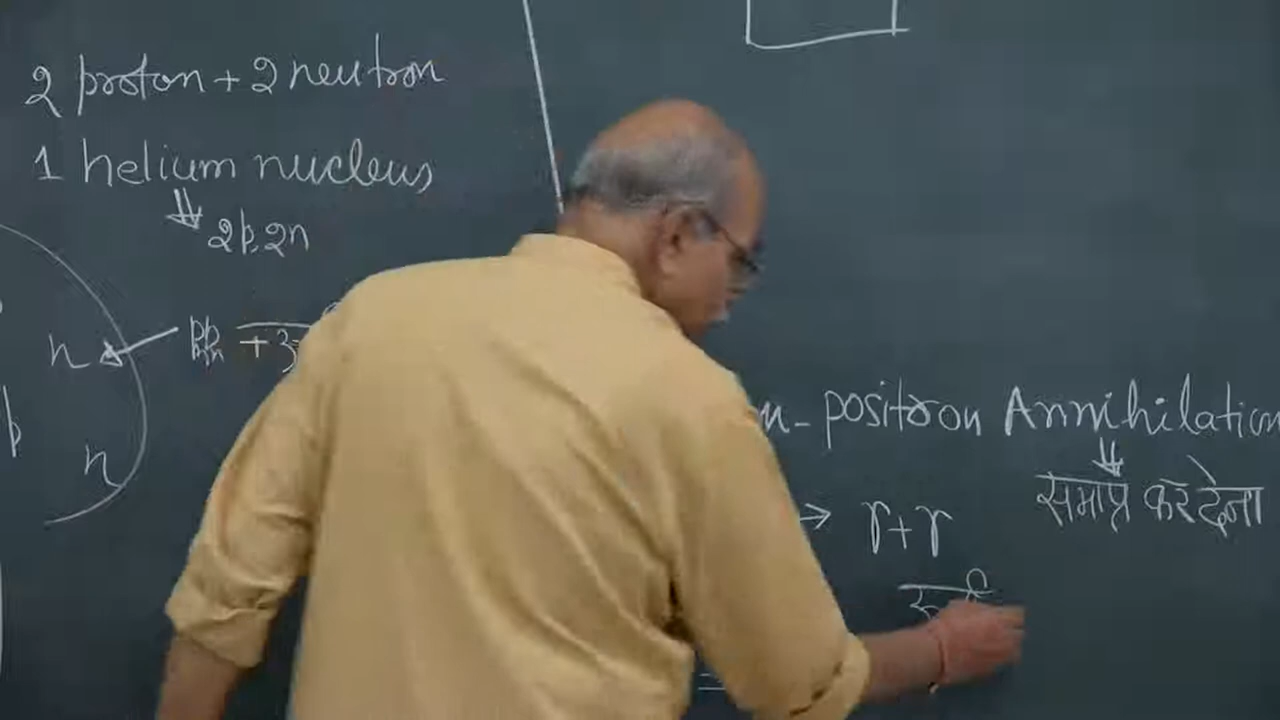 2 proton + 2 neutron
1 helium nucleus
2p, 2n
n
p
n
n - positron Annihilation
समाप्त कर देना
→ γ + γ